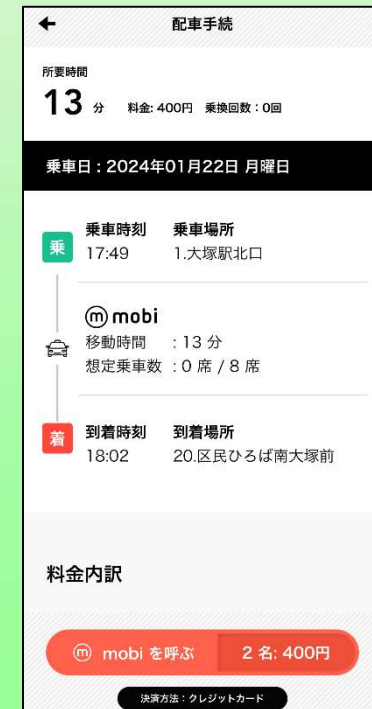 配車手続
所要時間
13 分 料金: 400円 乗換回数：0回
乗車日：2024年01月22日 月曜日
乗車時刻 乗車場所
乗 17:49 1.大塚駅北口
m mobi
移動時間 : 13 分
想定乗車数 : 0 席 / 8 席
到着時刻 到着場所
着 18:02 20.区民ひろば南大塚前
料金内訳
m mobi を呼ぶ 2 名: 400円
決済方法：クレジットカード